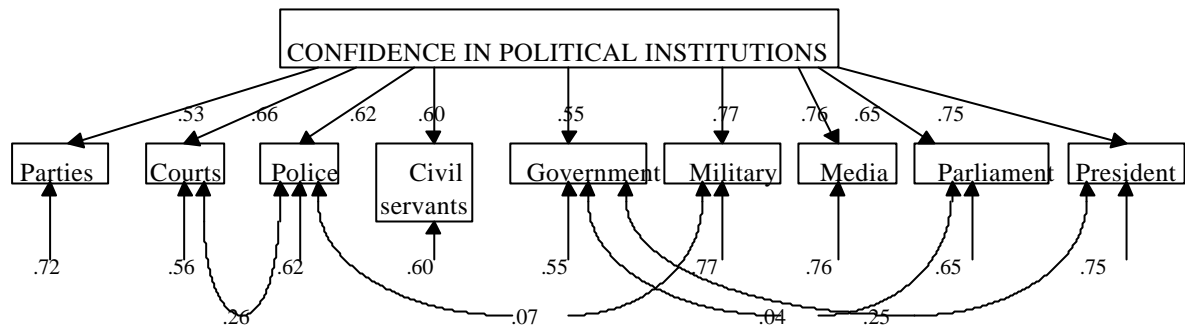 CONFIDENCE IN POLITICAL INSTITUTIONS
.53 .66 .62 .60 .55 .77 .76 .65 .75
Parties Courts Police Civil servants Government Military Media Parliament President
.72 .56 .62 .60 .55 .77 .76 .65 .75
.26 .07 .04 .25